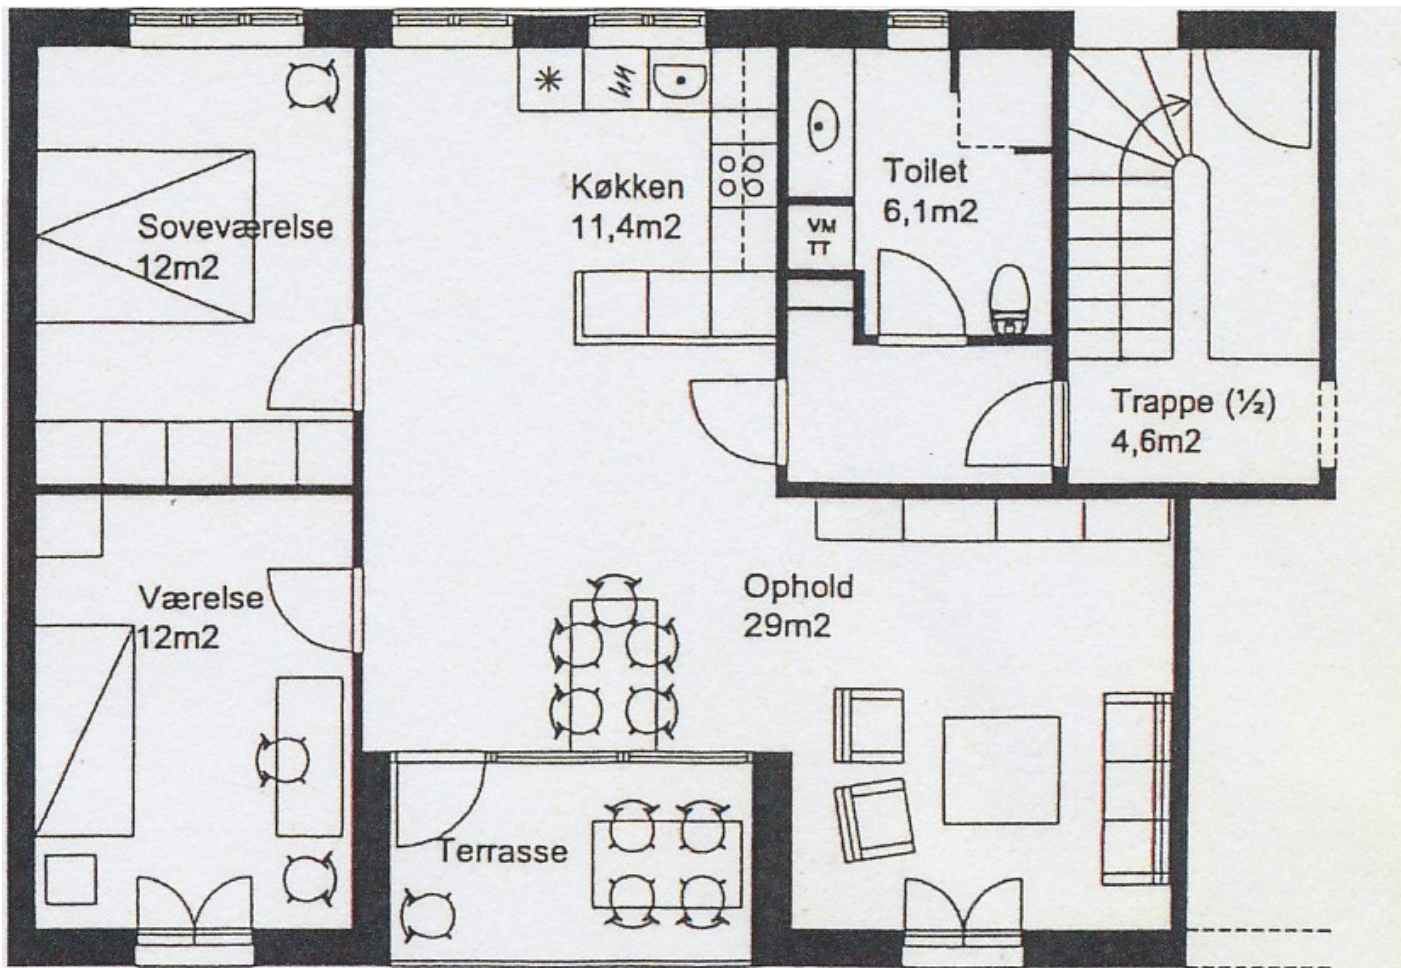 Køkken
11,4m2
Toilet
6,1m2
Soveværelse
12m2
VM
TT
Trappe (½)
4,6m2
Værelse
12m2
Ophold
29m2
Terrasse